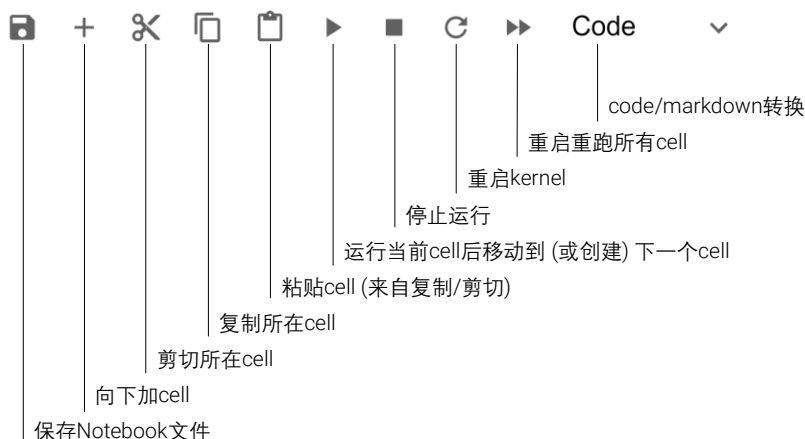 Code
code/markdown转换
重启重跑所有cell
重启kernel
停止运行
运行当前cell后移动到 (或创建) 下一个cell
粘贴cell (来自复制/剪切)
复制所在cell
剪切所在cell
向下加cell
保存Notebook文件